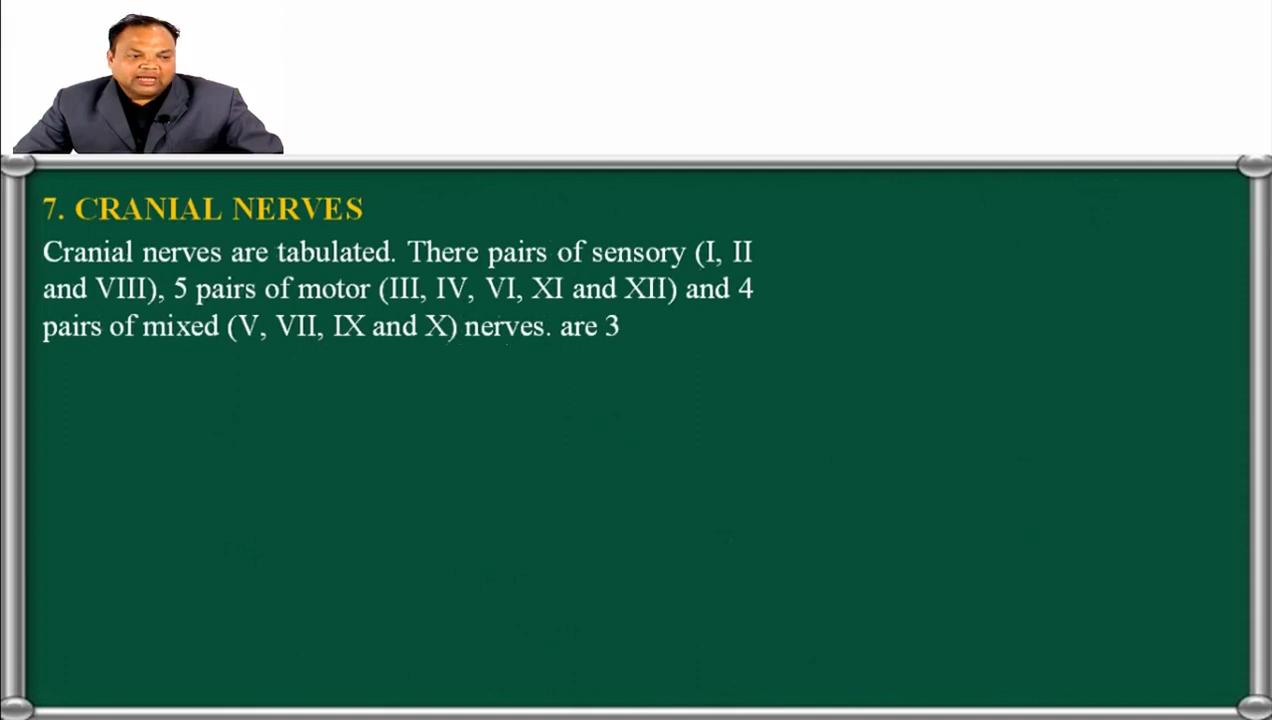 7. CRANIAL NERVES
Cranial nerves are tabulated. There pairs of sensory (I, II
and VIII), 5 pairs of motor (III, IV, VI, XI and XII) and 4
pairs of mixed (V, VII, IX and X) nerves. are 3